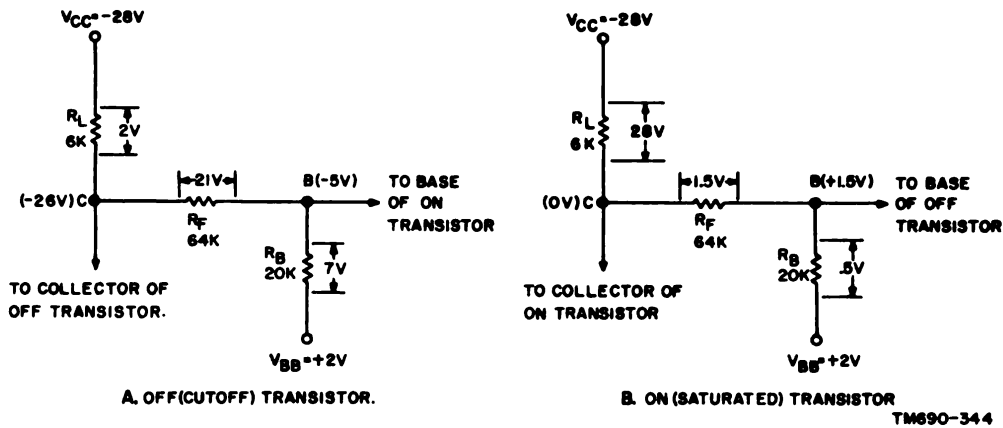 VCC=-28V
RL
6K
2V
(-26V)C
21V
RF
64K
B(-5V)
TO BASE
OF ON
TRANSISTOR
RB
20K
7V
TO COLLECTOR OF
OFF TRANSISTOR.
VBB=+2V
A. OFF(CUTOFF) TRANSISTOR.
VCC=-28V
RL
6K
28V
(0V)C
1.5V
RF
64K
B(+1.5V)
TO BASE
OF OFF
TRANSISTOR
RB
20K
.5V
TO COLLECTOR OF
ON TRANSISTOR
VBB=+2V
B. ON(SATURATED) TRANSISTOR
TM690-344